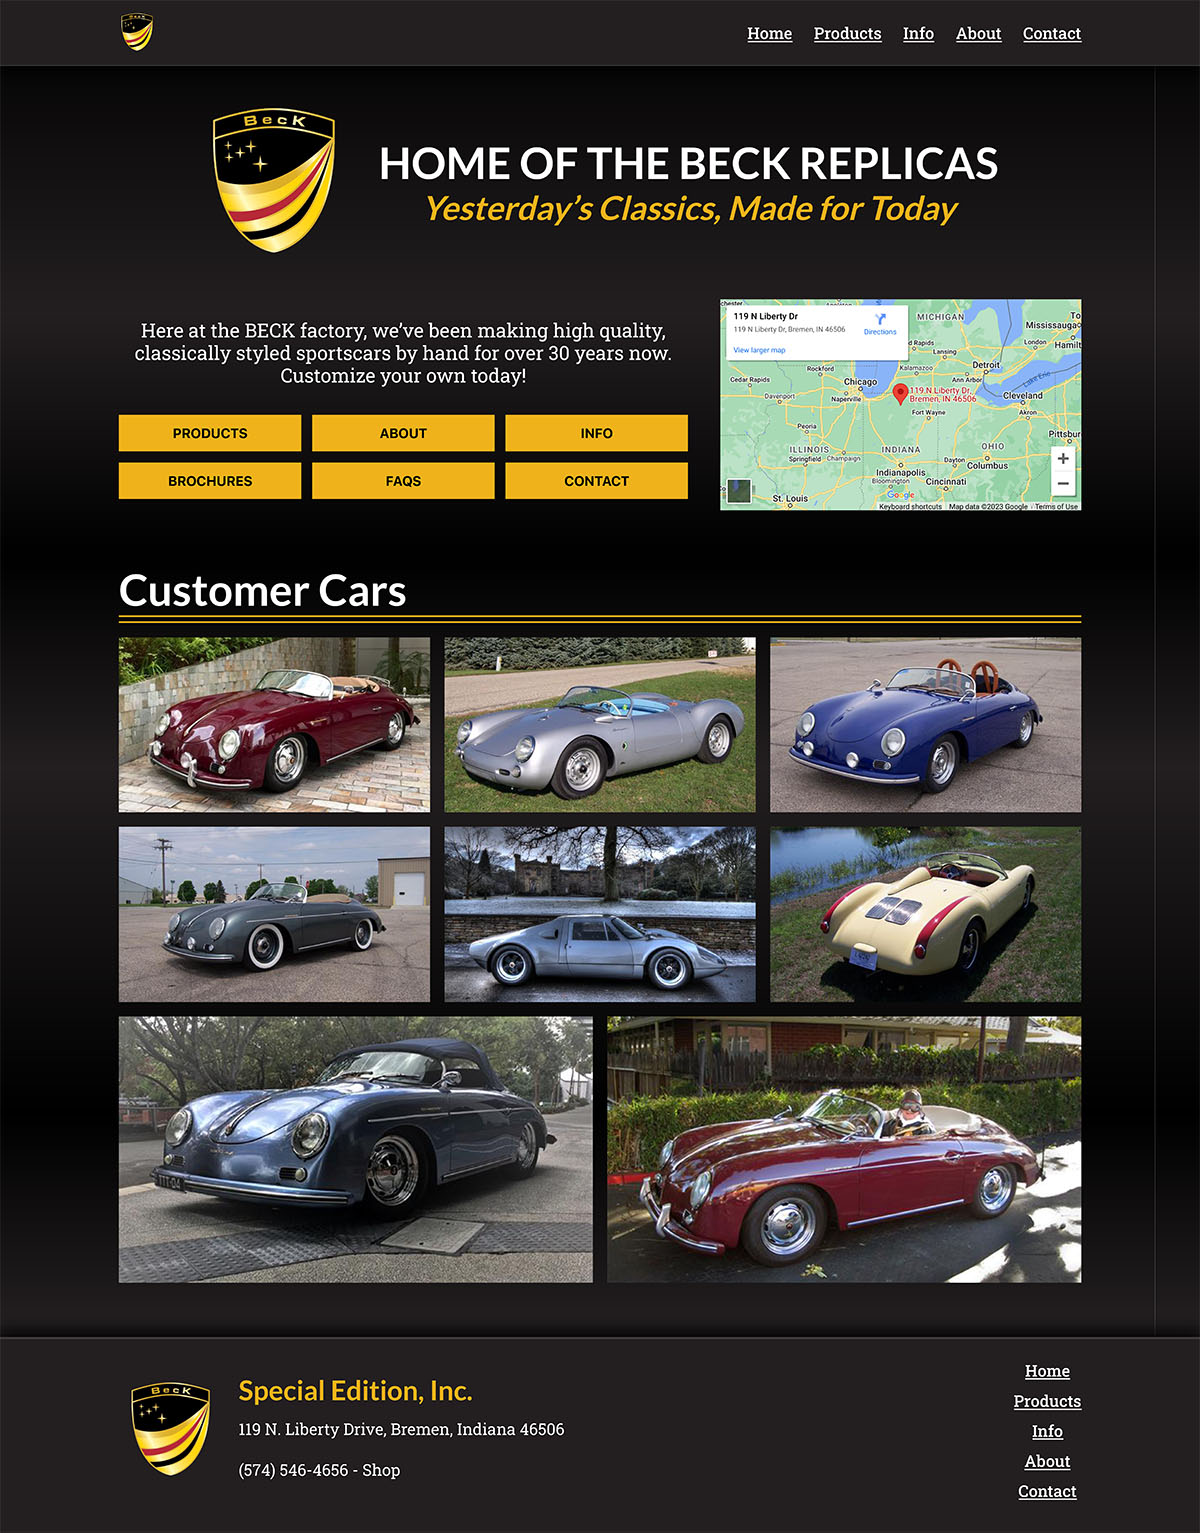 BECK
Home Products Info About Contact
BECK
HOME OF THE BECK REPLICAS
Yesterday's Classics, Made for Today
Here at the BECK factory, we've been making high quality,
classically styled sportscars by hand for over 30 years now.
Customize your own today!
PRODUCTS ABOUT INFO
BROCHURES FAQS CONTACT
119 N Liberty Dr
119 N Liberty Dr, Bremen, IN 46506
Directions
View larger map
MICHIGAN
Mississauga
London
Lansing
Rockford
Kalamazoo
Detroit
Cedar Rapids
Chicago
Ann Arbor
Lake Erie
Davenport
Naperville
119 N Liberty Dr,
Bremen, IN 46506
Cleveland
Fort Wayne
Akron
Peoria
ILLINOIS
INDIANA
OHIO
Springfield
Champaign
Dayton
Columbus
Indianapolis
Bloomington
Cincinnati
St. Louis
Google
Keyboard shortcuts Map data ©2023 Google Terms of Use
Customer Cars
BECK
Special Edition, Inc.
119 N. Liberty Drive, Bremen, Indiana 46506
(574) 546-4656 - Shop
Home
Products
Info
About
Contact